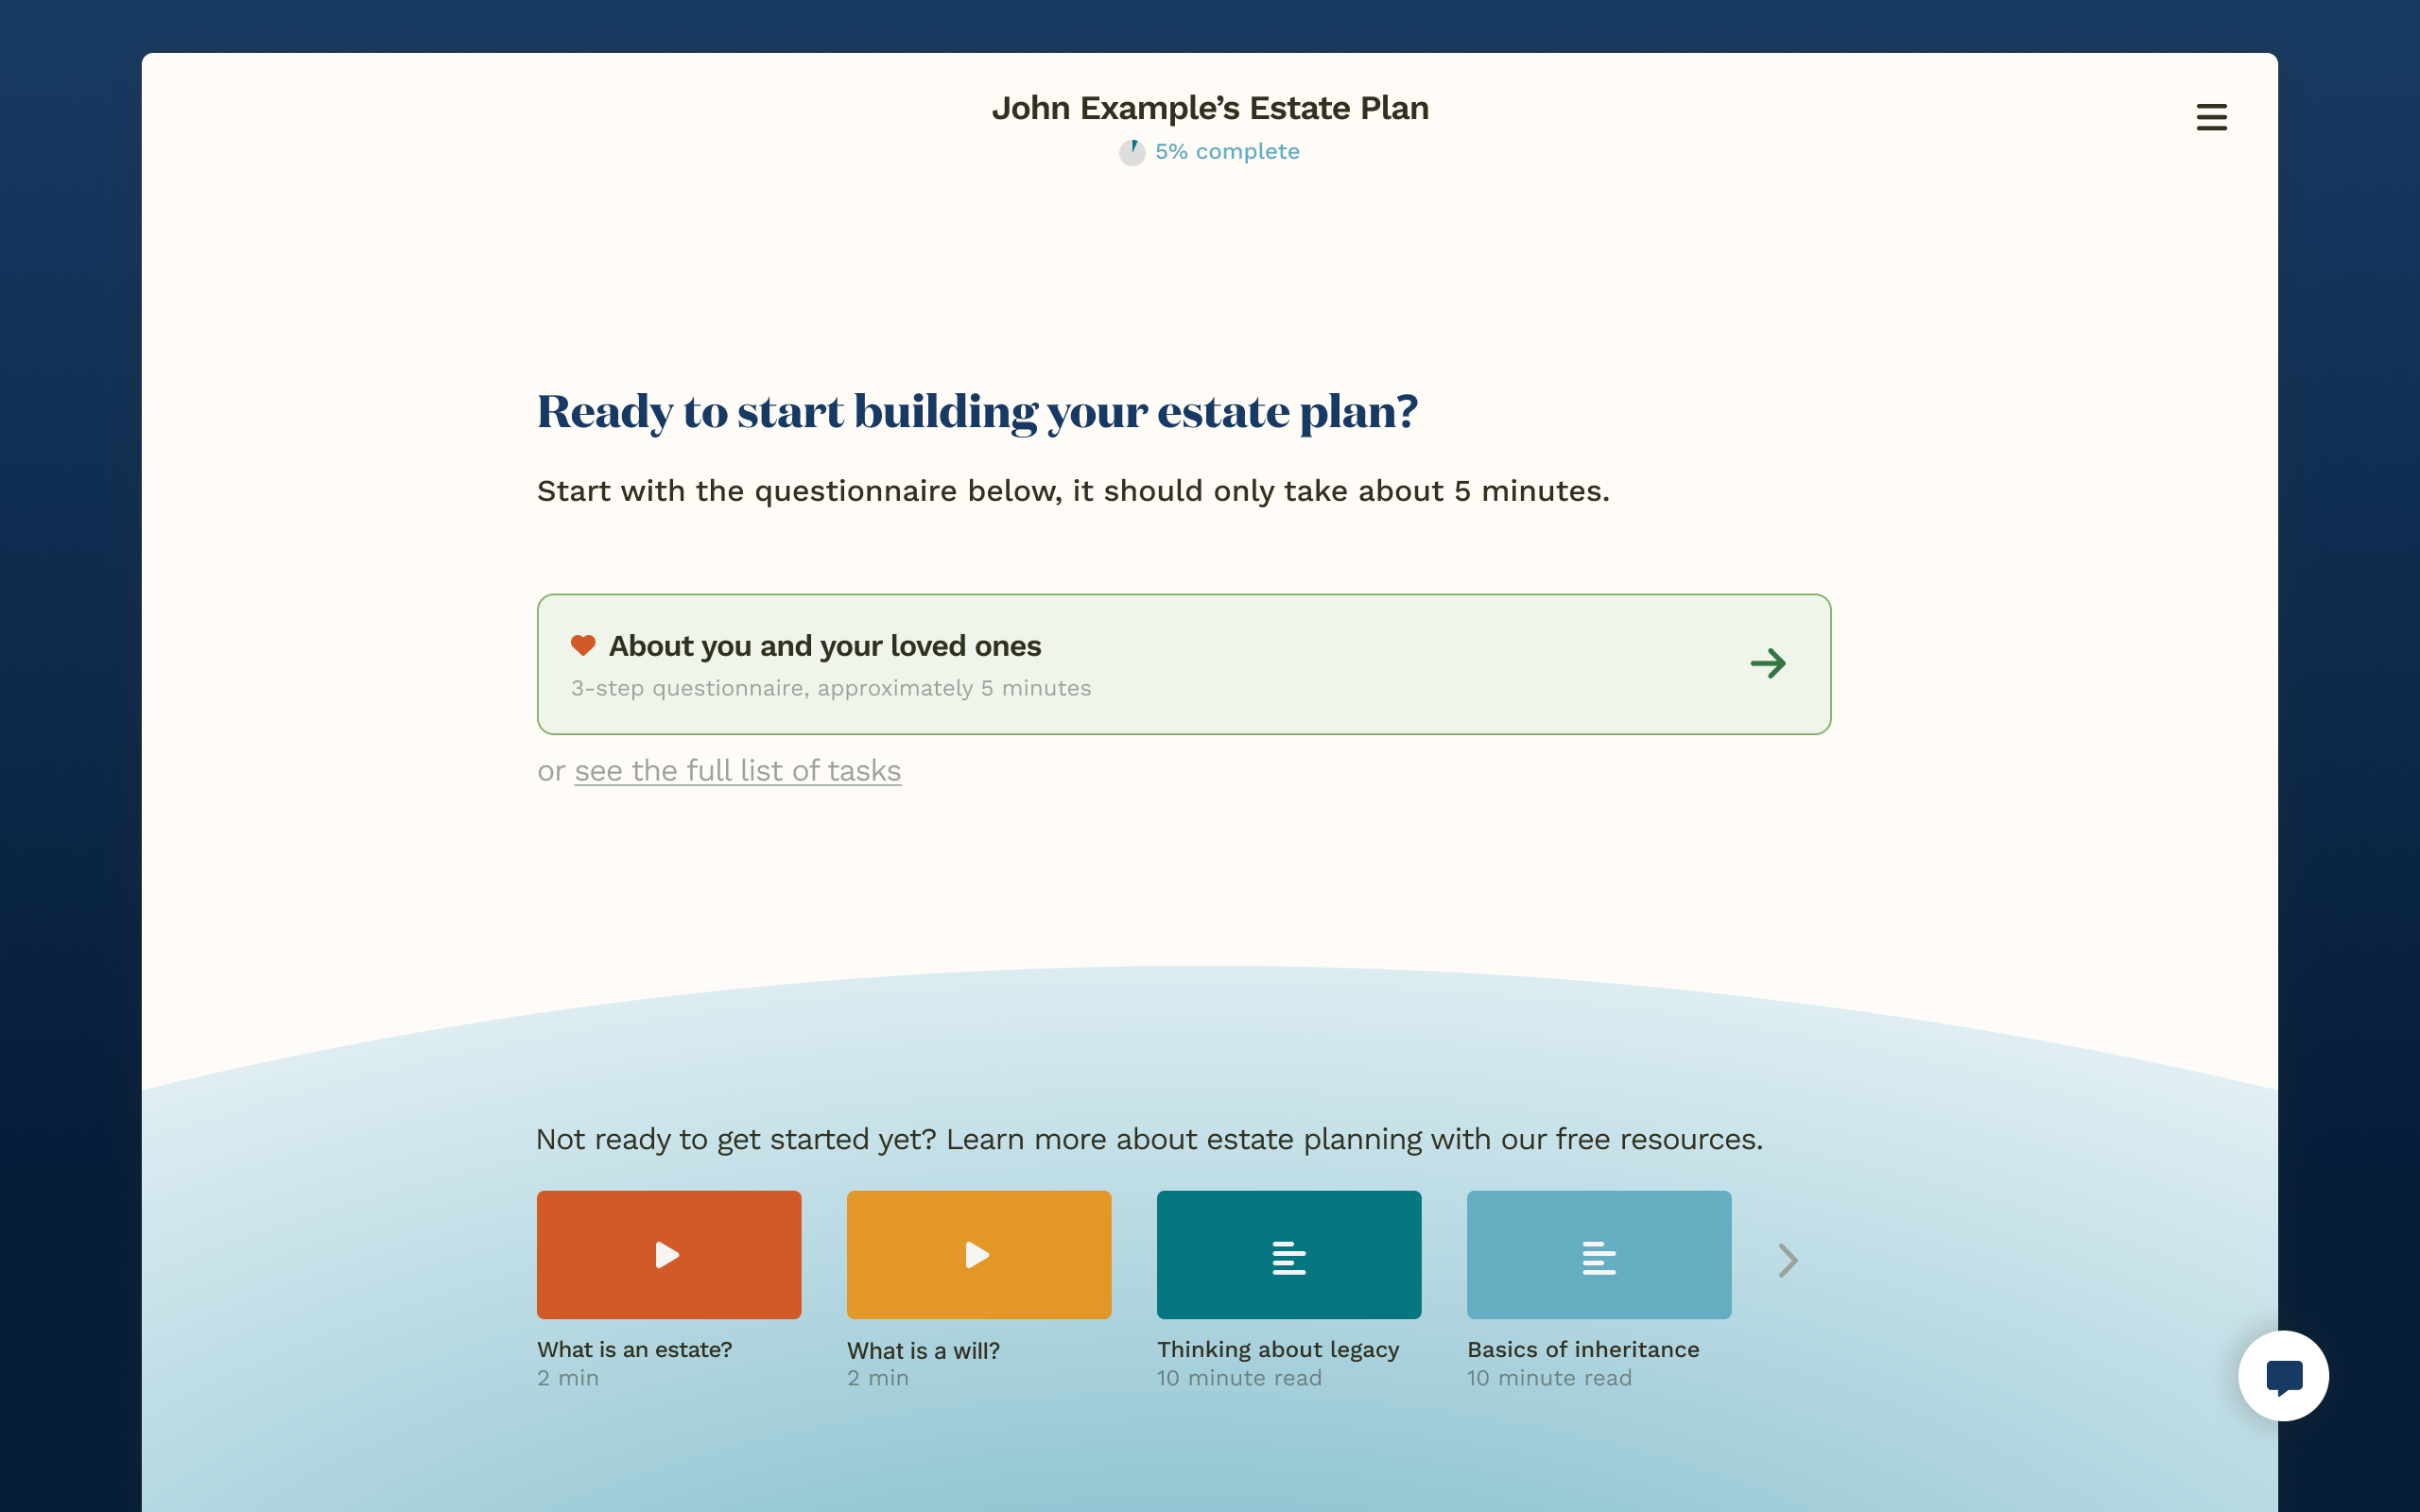 John Example’s Estate Plan
5% complete
Ready to start building your estate plan?
Start with the questionnaire below, it should only take about 5 minutes.
About you and your loved ones
3-step questionnaire, approximately 5 minutes
or see the full list of tasks
Not ready to get started yet? Learn more about estate planning with our free resources.
What is an estate?
2 min
What is a will?
2 min
Thinking about legacy
10 minute read
Basics of inheritance
10 minute read